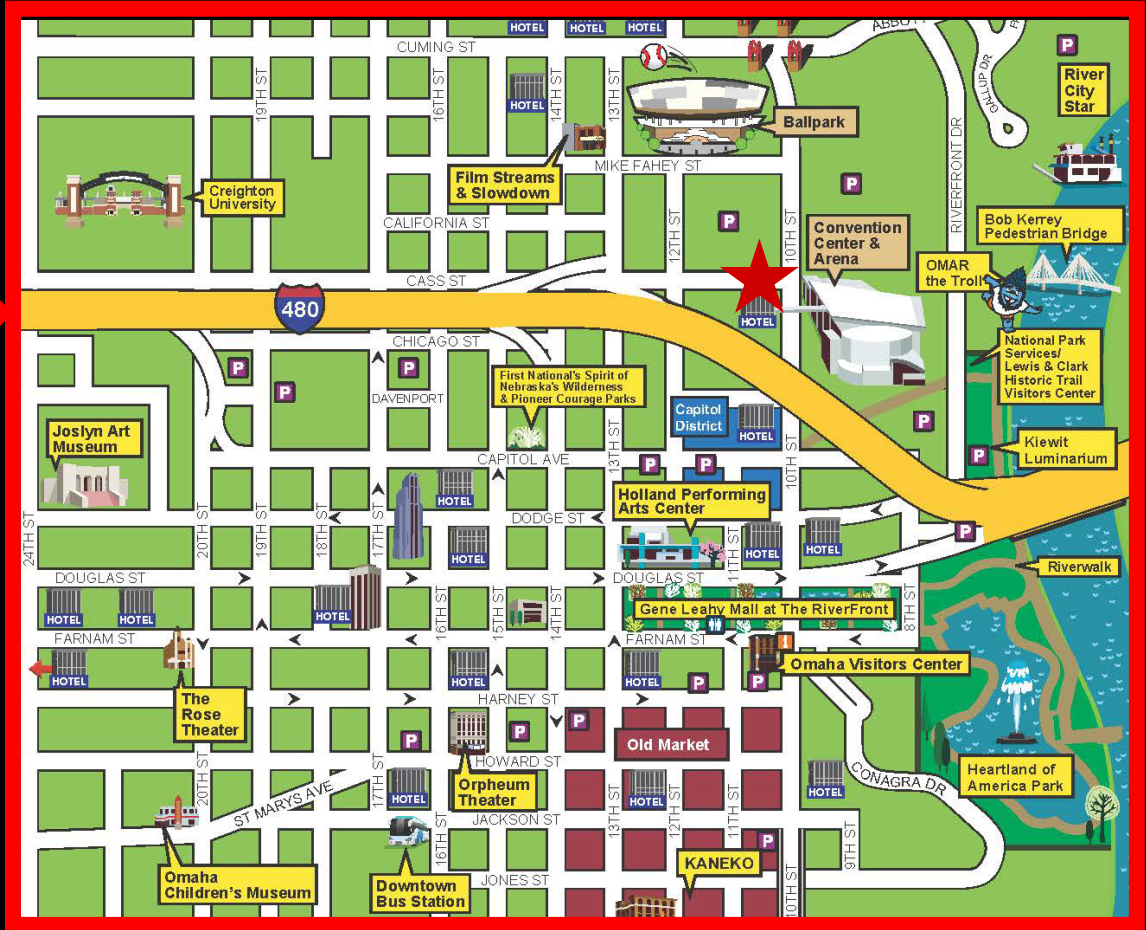 HOTEL
HOTEL
HOTEL
ABBOTT
CUMING ST
P
River
City
Star
GALLUP DR
19TH ST
16TH ST
14TH ST
13TH ST
HOTEL
Ballpark
RIVERFRONT DR
Film Streams
& Slowdown
MIKE FAHEY ST
P
Creighton
University
CALIFORNIA ST
12TH ST
P
10TH ST
Convention
Center &
Arena
Bob Kerrey
Pedestrian Bridge
OMAR
the Troll
CASS ST
480
HOTEL
CHICAGO ST
National Park
Services/
Lewis & Clark
Historic Trail
Visitors Center
P
P
P
First National's Spirit of
Nebraska's Wilderness
& Pioneer Courage Parks
DAVENPORT
Capitol
District
HOTEL
P
Joslyn Art
Museum
13TH ST
10TH ST
Kiewit
Luminarium
P
CAPITOL AVE
P
P
HOTEL
Holland Performing
Arts Center
24TH ST
20TH ST
19TH ST
18TH ST
17TH ST
DODGE ST
HOTEL
11TH ST
HOTEL
HOTEL
P
Riverwalk
DOUGLAS ST
DOUGLAS ST
HOTEL
HOTEL
HOTEL
16TH ST
15TH ST
14TH ST
Gene Leahy Mall at The RiverFront
8TH ST
FARNAM ST
FARNAM ST
HOTEL
HOTEL
HOTEL
P
P
Omaha Visitors Center
The
Rose
Theater
HARNEY ST
P
P
P
Old Market
HOWARD ST
20TH ST
17TH ST
HOTEL
Orpheum
Theater
HOTEL
HOTEL
CONAGRA DR
Heartland of
America Park
ST MARYS AVE
JACKSON ST
13TH ST
12TH ST
11TH ST
16TH ST
P
9TH ST
Omaha
Children's Museum
Downtown
Bus Station
JONES ST
KANEKO
10TH ST